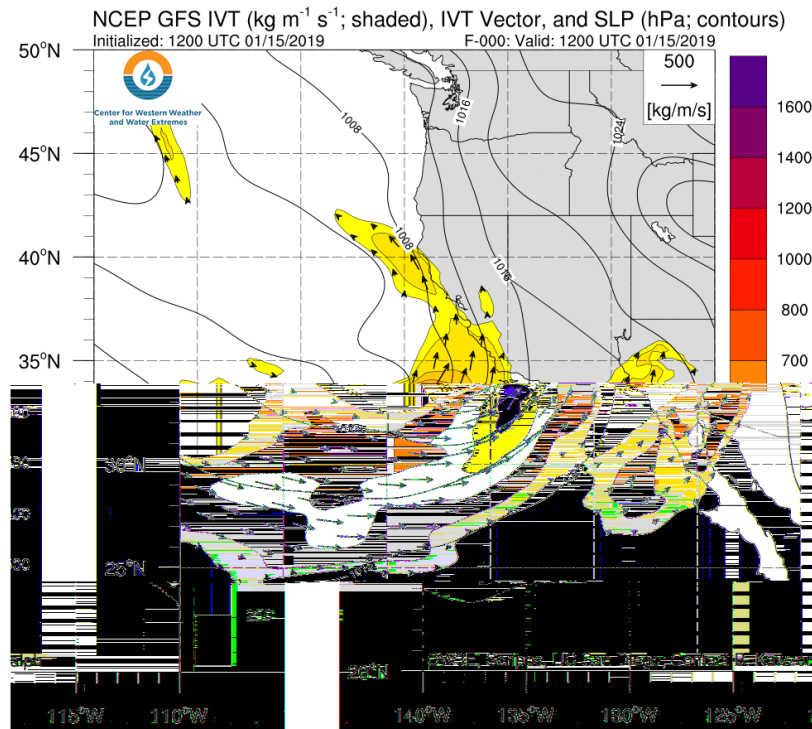 NCEP GFS IVT (kg m⁻¹ s⁻¹; shaded), IVT Vector, and SLP (hPa; contours)
Initialized: 1200 UTC 01/15/2019 F-000: Valid: 1200 UTC 01/15/2019
50°N
500
[kg/m/s]
Center for Western Weather
and Water Extremes
1016
1024
1600
1008
1400
45°N
1200
1008
1000
40°N
1016
800
35°N
700
30°N
25°N
20°N
115°W 110°W 140°W 135°W 130°W 125°W